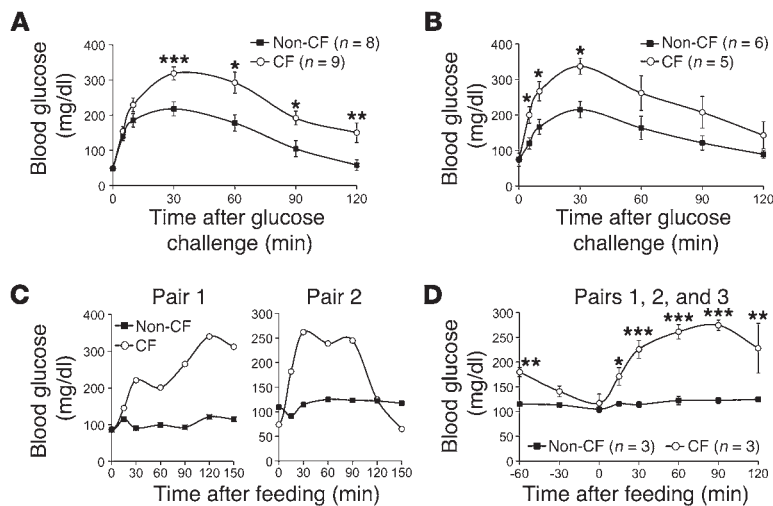 A
Non-CF (n = 8)
CF (n = 9)
***
*
*
**
400
300
200
100
0
0 30 60 90 120
Blood glucose
(mg/dl)
Time after glucose
challenge (min)
B
Non-CF (n = 6)
CF (n = 5)
*
*
*
400
300
200
100
0
0 30 60 90 120
Blood glucose
(mg/dl)
Time after glucose
challenge (min)
C
Pair 1
Non-CF
CF
400
300
200
100
0
0 30 60 90 120 150
Blood glucose
(mg/dl)
Pair 2
300
250
200
150
100
50
0
0 30 60 90 120 150
Time after feeding (min)
D
Pairs 1, 2, and 3
**
*
***
***
***
**
300
250
200
150
100
50
0
Non-CF (n = 3)
CF (n = 3)
-60 -30 0 30 60 90 120
Blood glucose
(mg/dl)
Time after feeding (min)